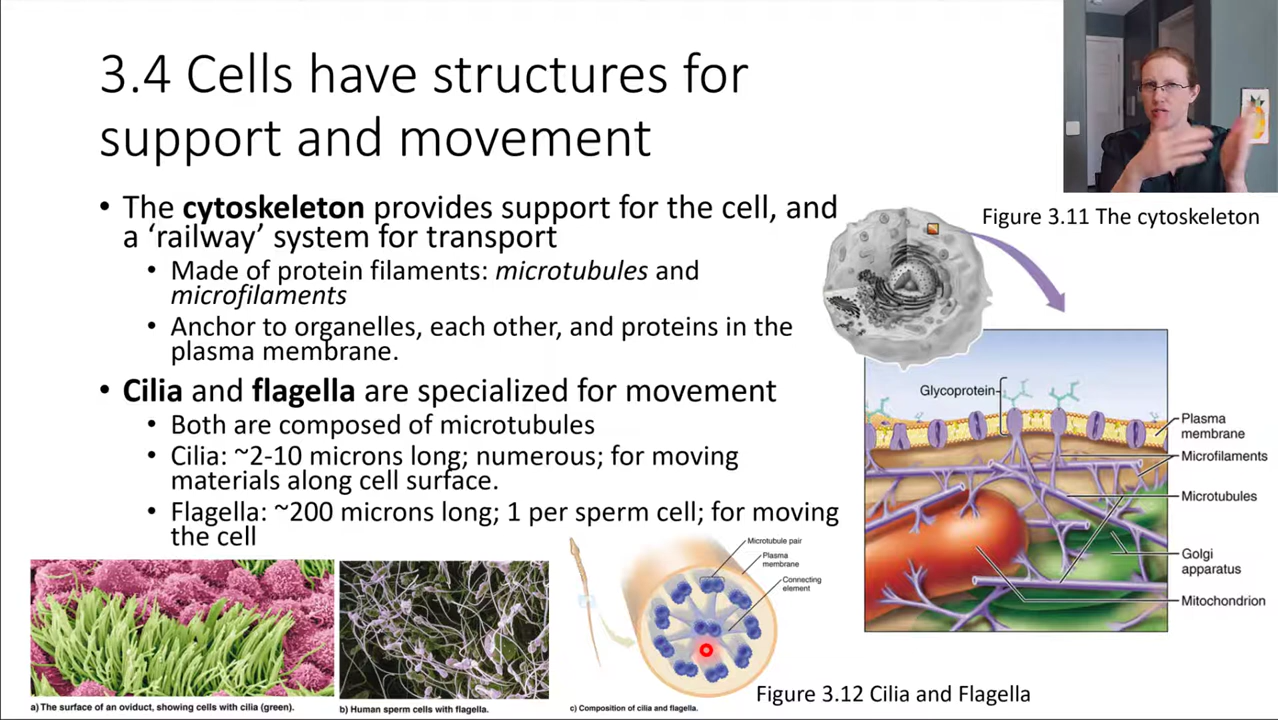 3.4 Cells have structures for
support and movement
• The cytoskeleton provides support for the cell, and
a ‘railway’ system for transport
• Made of protein filaments: microtubules and
microfilaments
• Anchor to organelles, each other, and proteins in the
plasma membrane.
• Cilia and flagella are specialized for movement
• Both are composed of microtubules
• Cilia: ~2-10 microns long; numerous; for moving
materials along cell surface.
• Flagella: ~200 microns long; 1 per sperm cell; for moving
the cell
Figure 3.11 The cytoskeleton
Glycoprotein
Plasma
membrane
Microfilaments
Microtubules
Golgi
apparatus
Mitochondrion
Microtubule pair
Plasma
membrane
Connecting
element
a) The surface of an oviduct, showing cells with cilia (green).
b) Human sperm cells with flagella.
c) Composition of cilia and flagella.
Figure 3.12 Cilia and Flagella